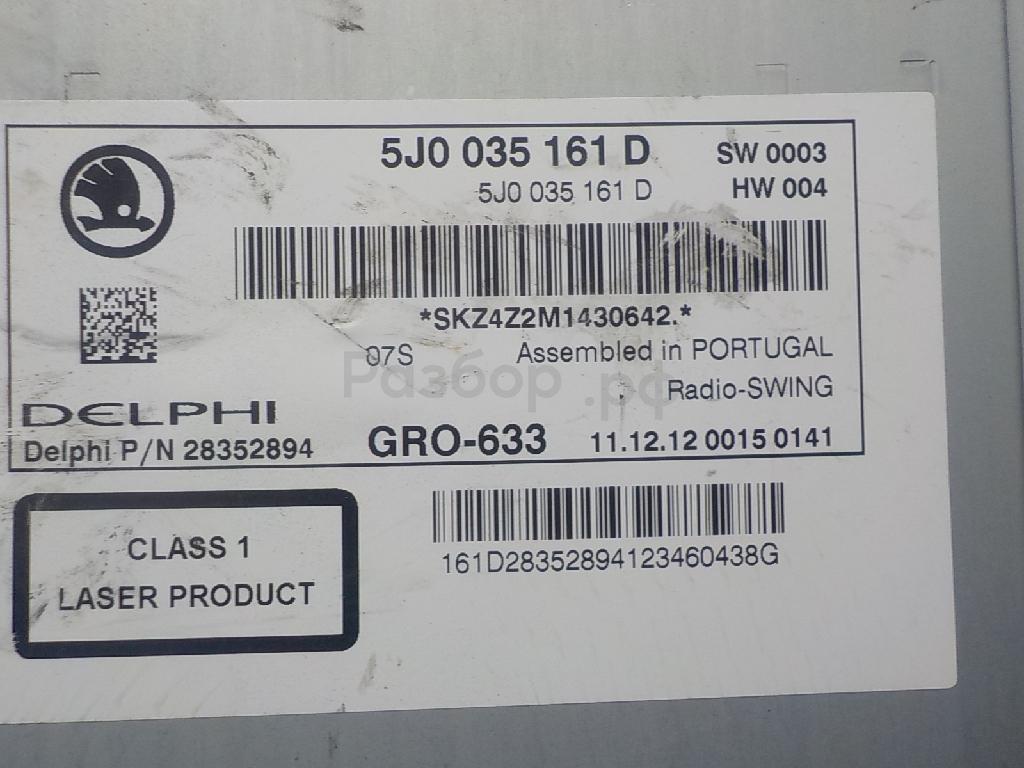 5J0 035 161 D
SW 0003
5J0 035 161 D
HW 004
*SKZ4Z2M1430642.*
07S
Assembled in PORTUGAL
Разбор.рф
Radio-SWING
DELPHI
Delphi P/N 28352894
GRO-633
11.12.12 0015 0141
161D28352894123460438G
CLASS 1
LASER PRODUCT